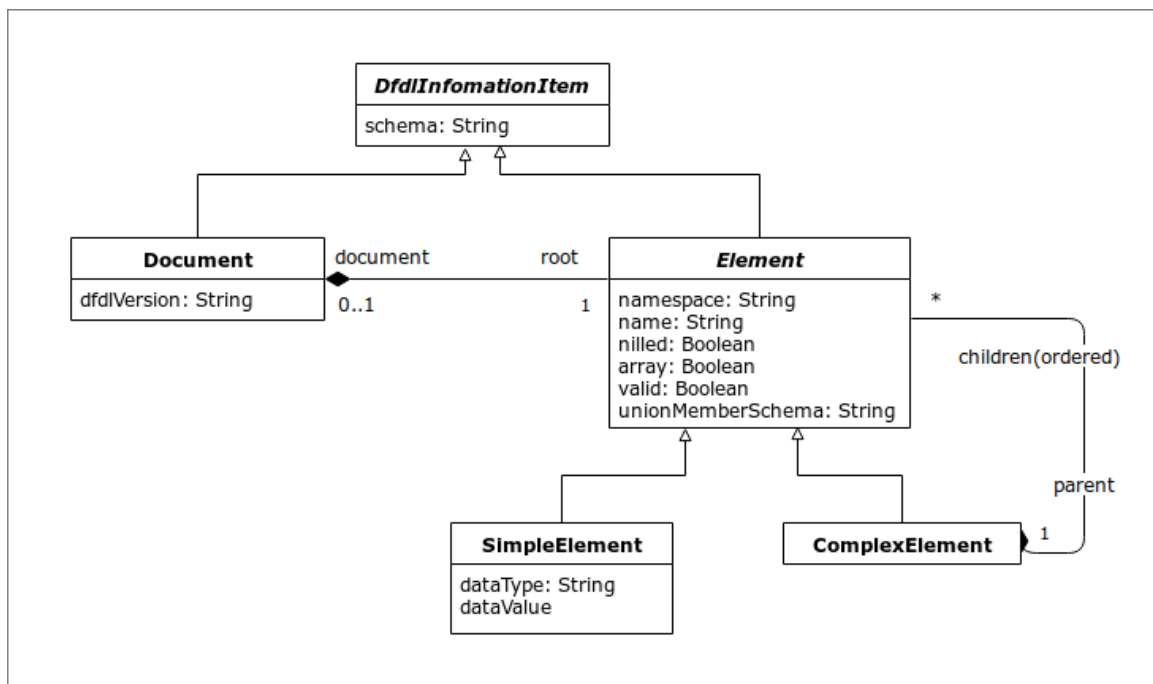 DfdlInfomationItem
schema: String
Document
dfdlVersion: String
document
root
0..1
1
Element
namespace: String
name: String
nilled: Boolean
array: Boolean
valid: Boolean
unionMemberSchema: String
*
children(ordered)
parent
1
SimpleElement
dataType: String
dataValue
ComplexElement